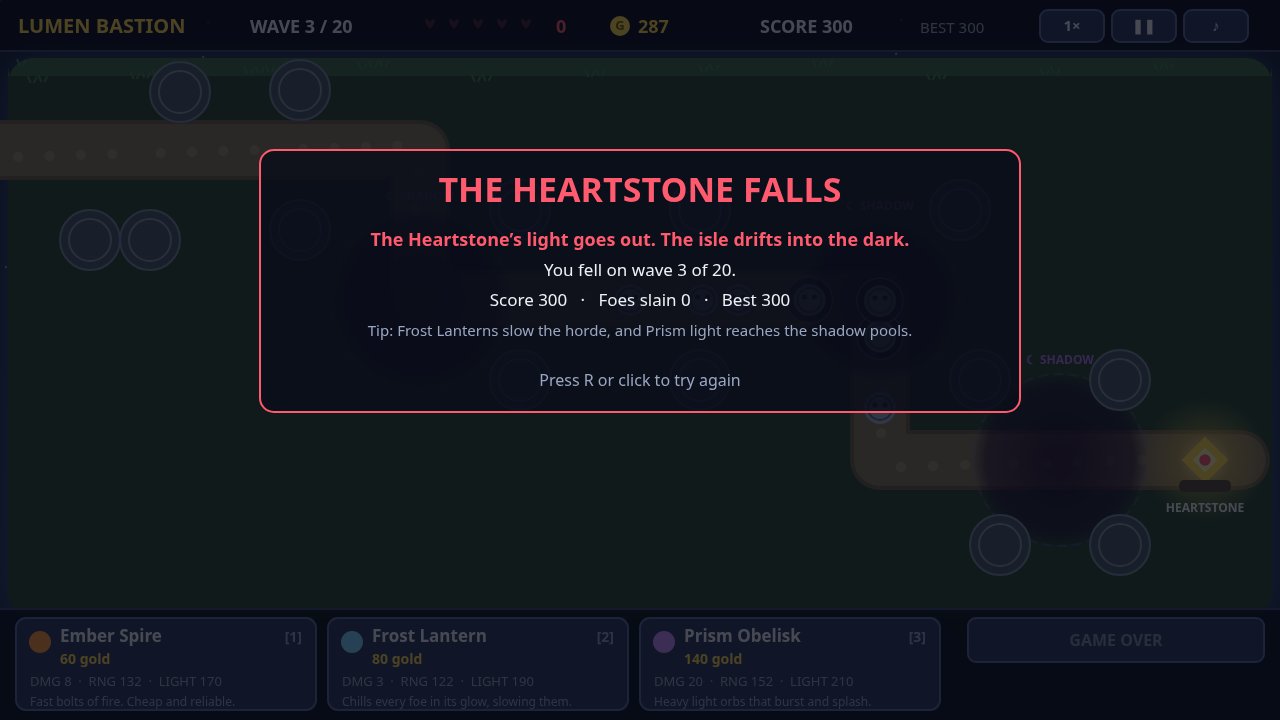 LUMEN BASTION
WAVE 3 / 20
0
G 287
SCORE 300
BEST 300
1×
THE HEARTSTONE FALLS
The Heartstone’s light goes out. The isle drifts into the dark.
You fell on wave 3 of 20.
Score 300 · Foes slain 0 · Best 300
Tip: Frost Lanterns slow the horde, and Prism light reaches the shadow pools.
Press R or click to try again
☾ SHADOW
☾ SHADOW
HEARTSTONE
Ember Spire [1]
60 gold
DMG 8 · RNG 132 · LIGHT 170
Fast bolts of fire. Cheap and reliable.
Frost Lantern [2]
80 gold
DMG 3 · RNG 122 · LIGHT 190
Chills every foe in its glow, slowing them.
Prism Obelisk [3]
140 gold
DMG 20 · RNG 152 · LIGHT 210
Heavy light orbs that burst and splash.
GAME OVER